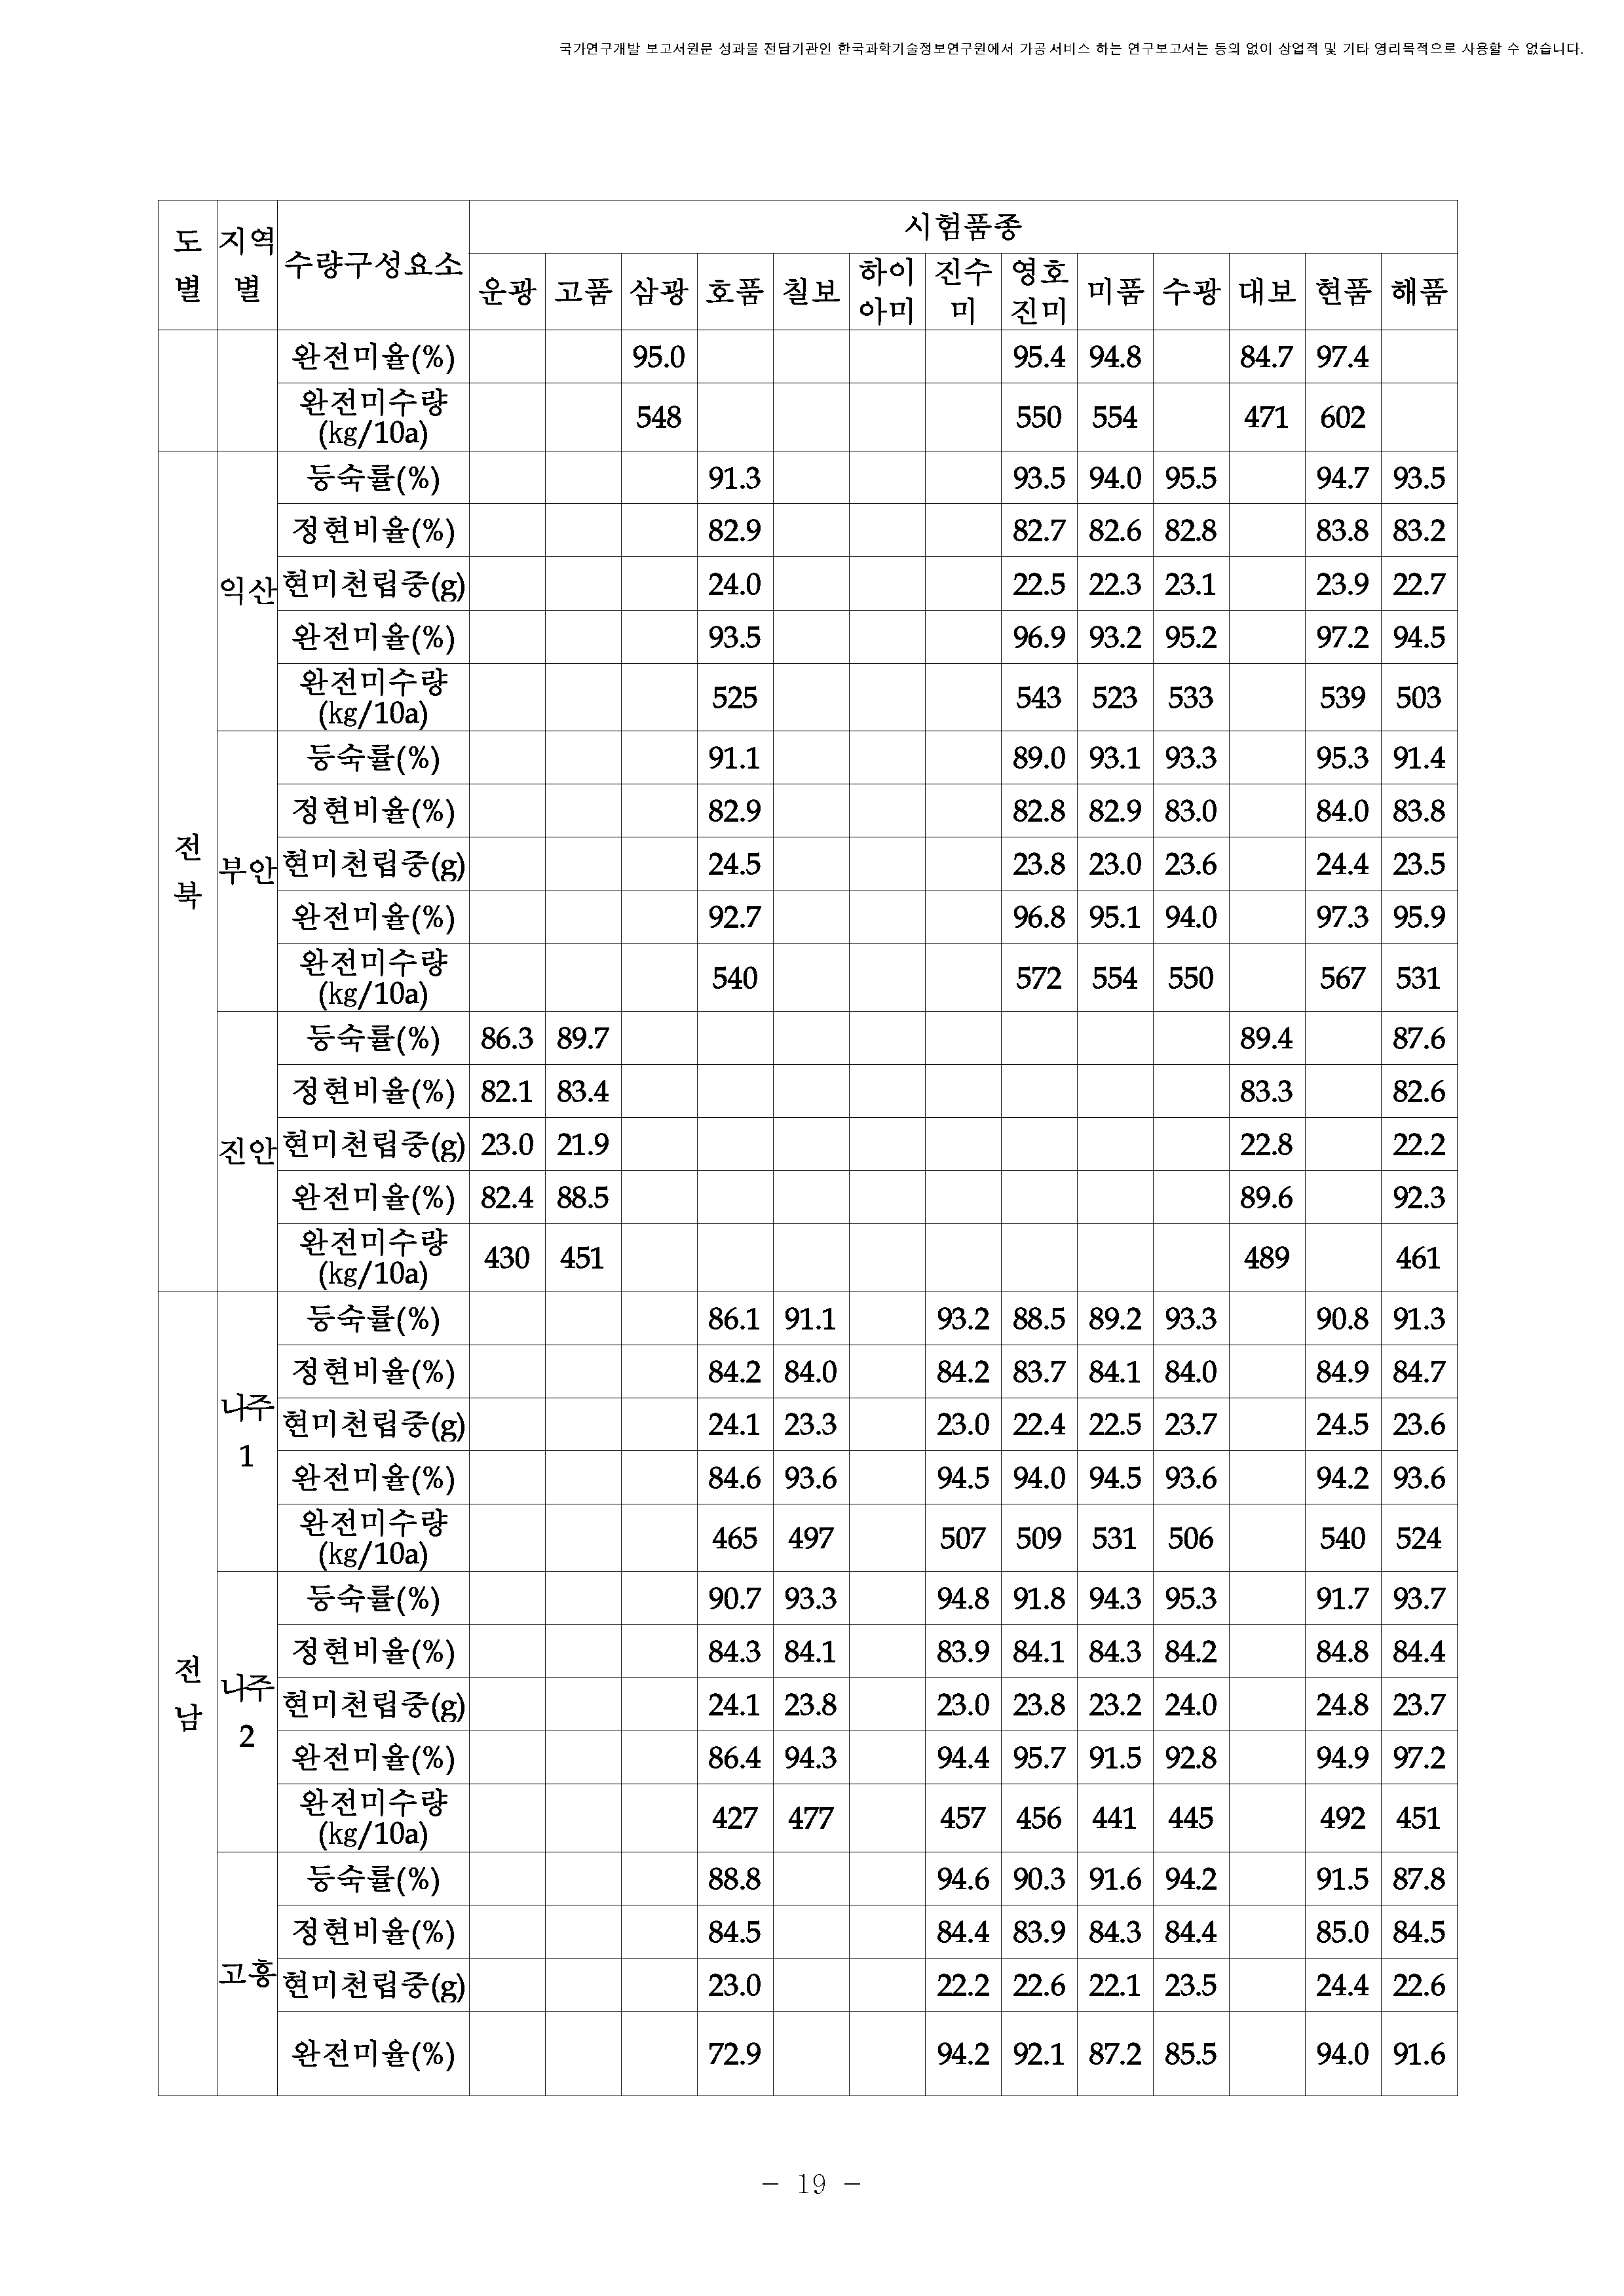 국가연구개발 보고서원문 성과물 전담기관인 한국과학기술정보연구원에서 가공·서비스 하는 연구보고서는 동의 없이 상업적 및 기타 영리목적으로 사용할 수 없습니다.
도별 지역별 수량구성요소 시험품종
운광 고품 삼광 호품 칠보 하이아미 진수미 영호진미 미품 수광 대보 현품 해품
완전미율(%) 95.0 95.4 94.8 84.7 97.4
완전미수량(kg/10a) 548 550 554 471 602
전북
익산
등숙률(%) 91.3 93.5 94.0 95.5 94.7 93.5
정현비율(%) 82.9 82.7 82.6 82.8 83.8 83.2
현미천립중(g) 24.0 22.5 22.3 23.1 23.9 22.7
완전미율(%) 93.5 96.9 93.2 95.2 97.2 94.5
완전미수량(kg/10a) 525 543 523 533 539 503
부안
등숙률(%) 91.1 89.0 93.1 93.3 95.3 91.4
정현비율(%) 82.9 82.8 82.9 83.0 84.0 83.8
현미천립중(g) 24.5 23.8 23.0 23.6 24.4 23.5
완전미율(%) 92.7 96.8 95.1 94.0 97.3 95.9
완전미수량(kg/10a) 540 572 554 550 567 531
진안
등숙률(%) 86.3 89.7 89.4 87.6
정현비율(%) 82.1 83.4 83.3 82.6
현미천립중(g) 23.0 21.9 22.8 22.2
완전미율(%) 82.4 88.5 89.6 92.3
완전미수량(kg/10a) 430 451 489 461
전남
나주1
등숙률(%) 86.1 91.1 93.2 88.5 89.2 93.3 90.8 91.3
정현비율(%) 84.2 84.0 84.2 83.7 84.1 84.0 84.9 84.7
현미천립중(g) 24.1 23.3 23.0 22.4 22.5 23.7 24.5 23.6
완전미율(%) 84.6 93.6 94.5 94.0 94.5 93.6 94.2 93.6
완전미수량(kg/10a) 465 497 507 509 531 506 540 524
나주2
등숙률(%) 90.7 93.3 94.8 91.8 94.3 95.3 91.7 93.7
정현비율(%) 84.3 84.1 83.9 84.1 84.3 84.2 84.8 84.4
현미천립중(g) 24.1 23.8 23.0 23.8 23.2 24.0 24.8 23.7
완전미율(%) 86.4 94.3 94.4 95.7 91.5 92.8 94.9 97.2
완전미수량(kg/10a) 427 477 457 456 441 445 492 451
고흥
등숙률(%) 88.8 94.6 90.3 91.6 94.2 91.5 87.8
정현비율(%) 84.5 84.4 83.9 84.3 84.4 85.0 84.5
현미천립중(g) 23.0 22.2 22.6 22.1 23.5 24.4 22.6
완전미율(%) 72.9 94.2 92.1 87.2 85.5 94.0 91.6
- 19 -